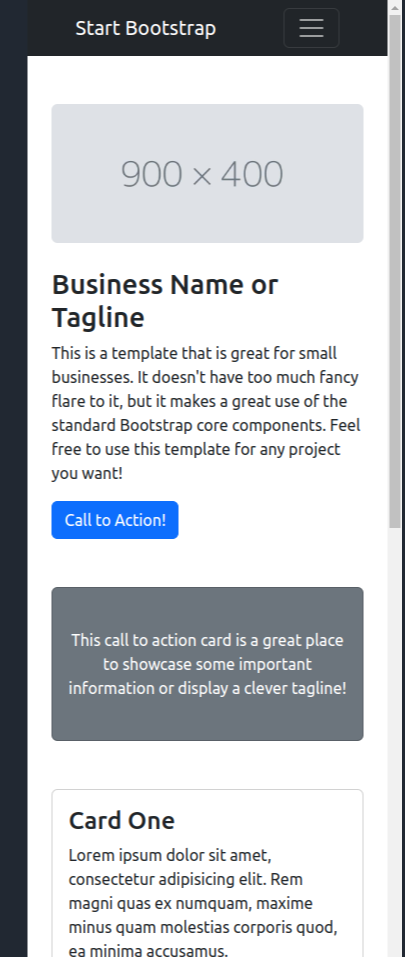 Start Bootstrap
900 × 400
Business Name or
Tagline
This is a template that is great for small
businesses. It doesn't have too much fancy
flare to it, but it makes a great use of the
standard Bootstrap core components. Feel
free to use this template for any project
you want!
Call to Action!
This call to action card is a great place
to showcase some important
information or display a clever tagline!
Card One
Lorem ipsum dolor sit amet,
consectetur adipisicing elit. Rem
magni quas ex numquam, maxime
minus quam molestias corporis quod,
ea minima accusamus.